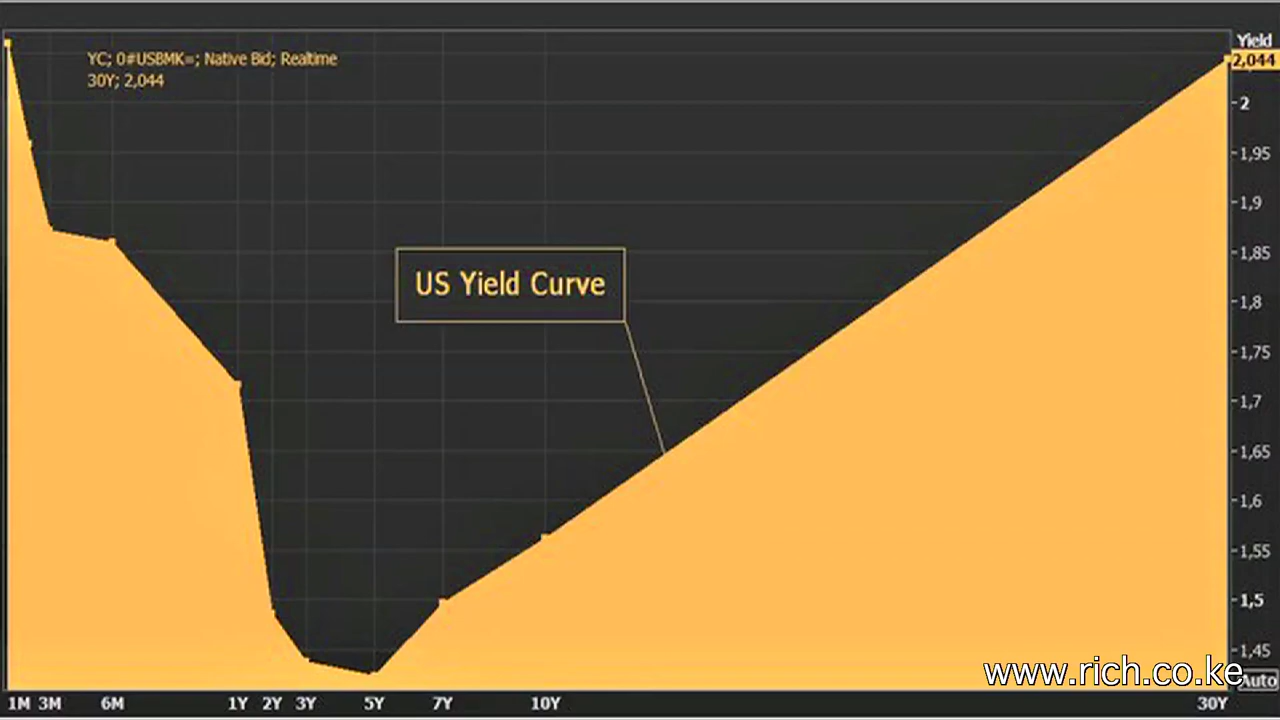 YC; 0#USBMK=; Native Bid; Realtime
30Y; 2,044
Yield
2,044
2
1,95
1,9
1,85
1,8
1,75
1,7
1,65
1,6
1,55
1,5
1,45
Auto
US Yield Curve
www.rich.co.ke
1M 3M 6M 1Y 2Y 3Y 5Y 7Y 10Y 30Y